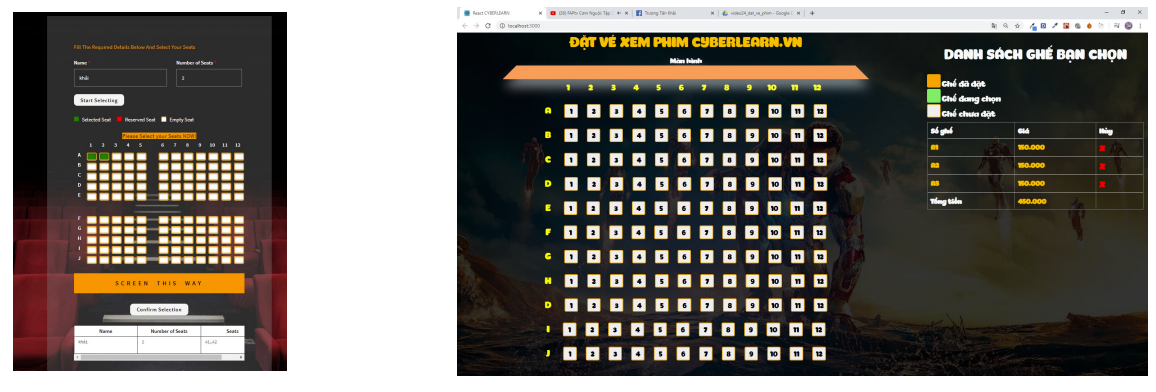 Fill The Required Details Below And Select Your Seats
Name * Number of Seats *
khải 2
Start Selecting
Selected Seat Reserved Seat Empty Seat
Please Select your Seats NOW!
1 2 3 4 5 6 7 8 9 10 11 12
A
B
C
D
E
F
G
H
I
J
SCREEN THIS WAY
Confirm Selection
Name Number of Seats Seats
khải 2 A1,A2
React CYBERLEARN
Trương Tấn Khải
localhost:3000
ĐẶT VÉ XEM PHIM CYBERLEARN.VN
Màn hình
1 2 3 4 5 6 7 8 9 10 11 12
A 1 2 3 4 5 6 7 8 9 10 11 12
B 1 2 3 4 5 6 7 8 9 10 11 12
C 1 2 3 4 5 6 7 8 9 10 11 12
D 1 2 3 4 5 6 7 8 9 10 11 12
E 1 2 3 4 5 6 7 8 9 10 11 12
F 1 2 3 4 5 6 7 8 9 10 11 12
G 1 2 3 4 5 6 7 8 9 10 11 12
H 1 2 3 4 5 6 7 8 9 10 11 12
D 1 2 3 4 5 6 7 8 9 10 11 12
I 1 2 3 4 5 6 7 8 9 10 11 12
J 1 2 3 4 5 6 7 8 9 10 11 12
DANH SÁCH GHẾ BẠN CHỌN
Ghế đã đặt
Ghế đang chọn
Ghế chưa đặt
Số ghế Giá Hủy
A1 150.000 X
A2 150.000 X
A3 150.000 X
Tổng tiền 450.000